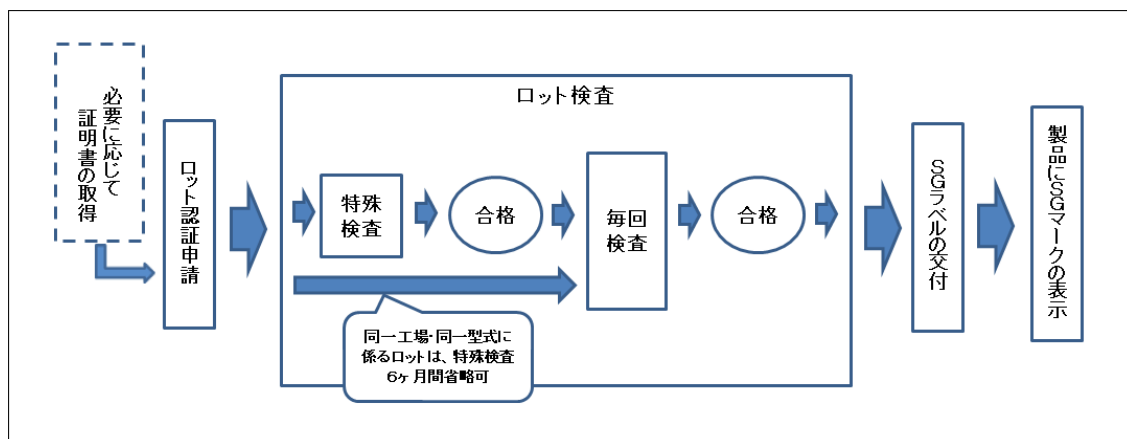 必要に応じて
証明書の取得
ロット認証申請
ロット検査
特殊
検査
合格
毎回
検査
合格
同一工場・同一型式に
係るロットは、特殊検査
６ヶ月間省略可
ＳＧラベルの交付
製品にＳＧマークの表示